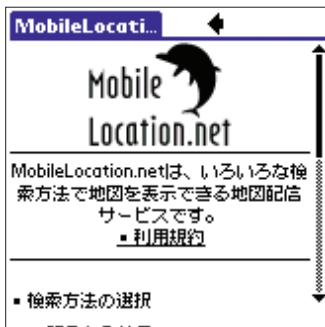 MobileLocati...
Mobile
Location.net
MobileLocation.netは、いろいろな検
索方法で地図を表示できる地図配信
サービスです。
▪ 利用規約
▪ 検索方法の選択